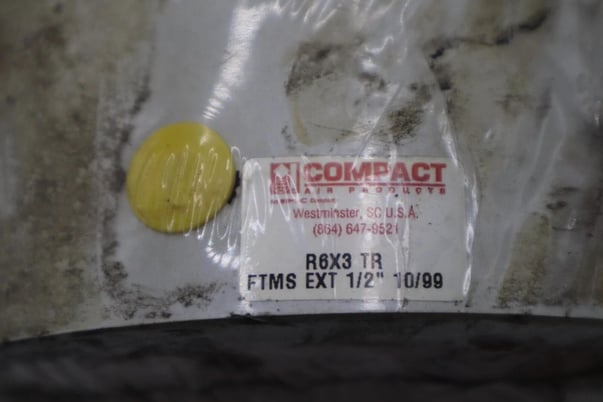 COMPACT
AIR PRODUCTS
Westminster, SC U.S.A.
(864) 647-9521
R6X3 TR
FTMS EXT 1/2" 10/99